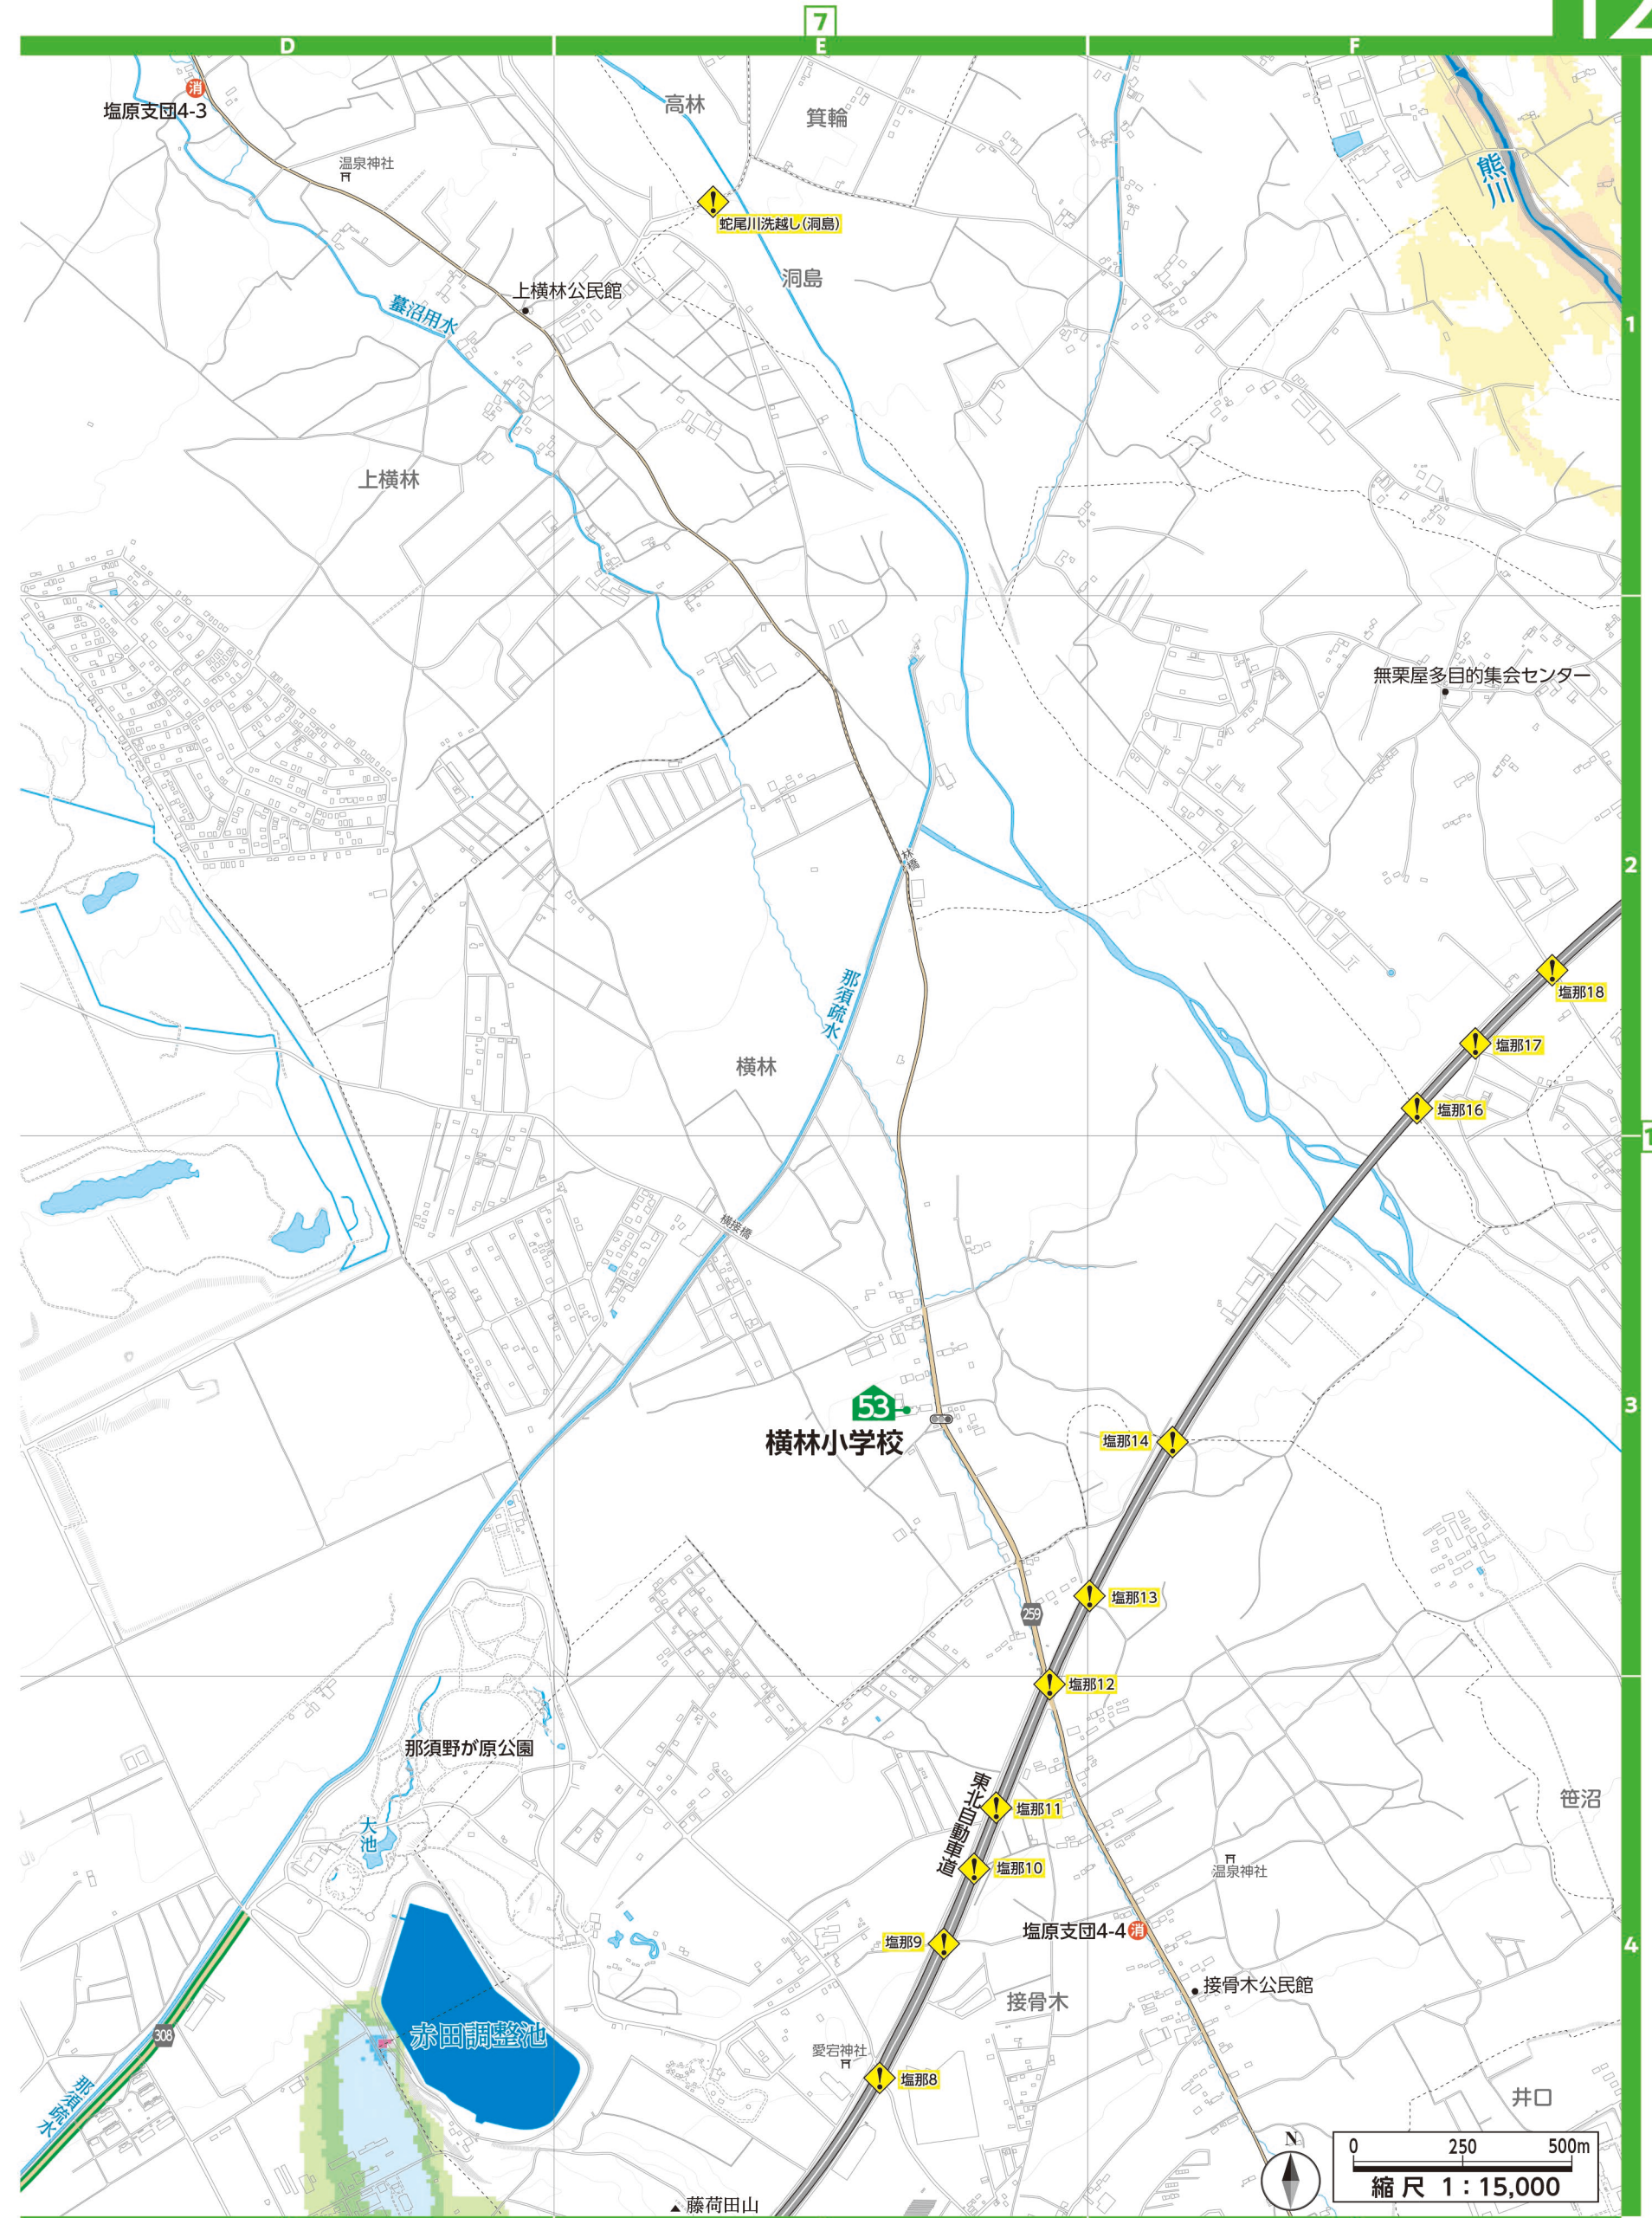 7
12
D
E
F
消
塩原支団4-3
高林
箕輪
熊川
温泉神社
蛇尾川洗越し(洞島)
洞島
上横林公民館
蟇沼用水
1
上横林
無栗屋多目的集会センター
林橋
2
那須疏水
塩那18
塩那17
横林
塩那16
横接橋
53
横林小学校
3
塩那14
塩那13
259
塩那12
那須野が原公園
笹沼
東北自動車道
塩那11
大池
塩那10
温泉神社
塩原支団4-4
消
塩那9
4
接骨木公民館
接骨木
赤田調整池
308
愛宕神社
塩那8
那須疏水
井口
N
0 250 500m
縮尺 1:15,000
藤荷田山